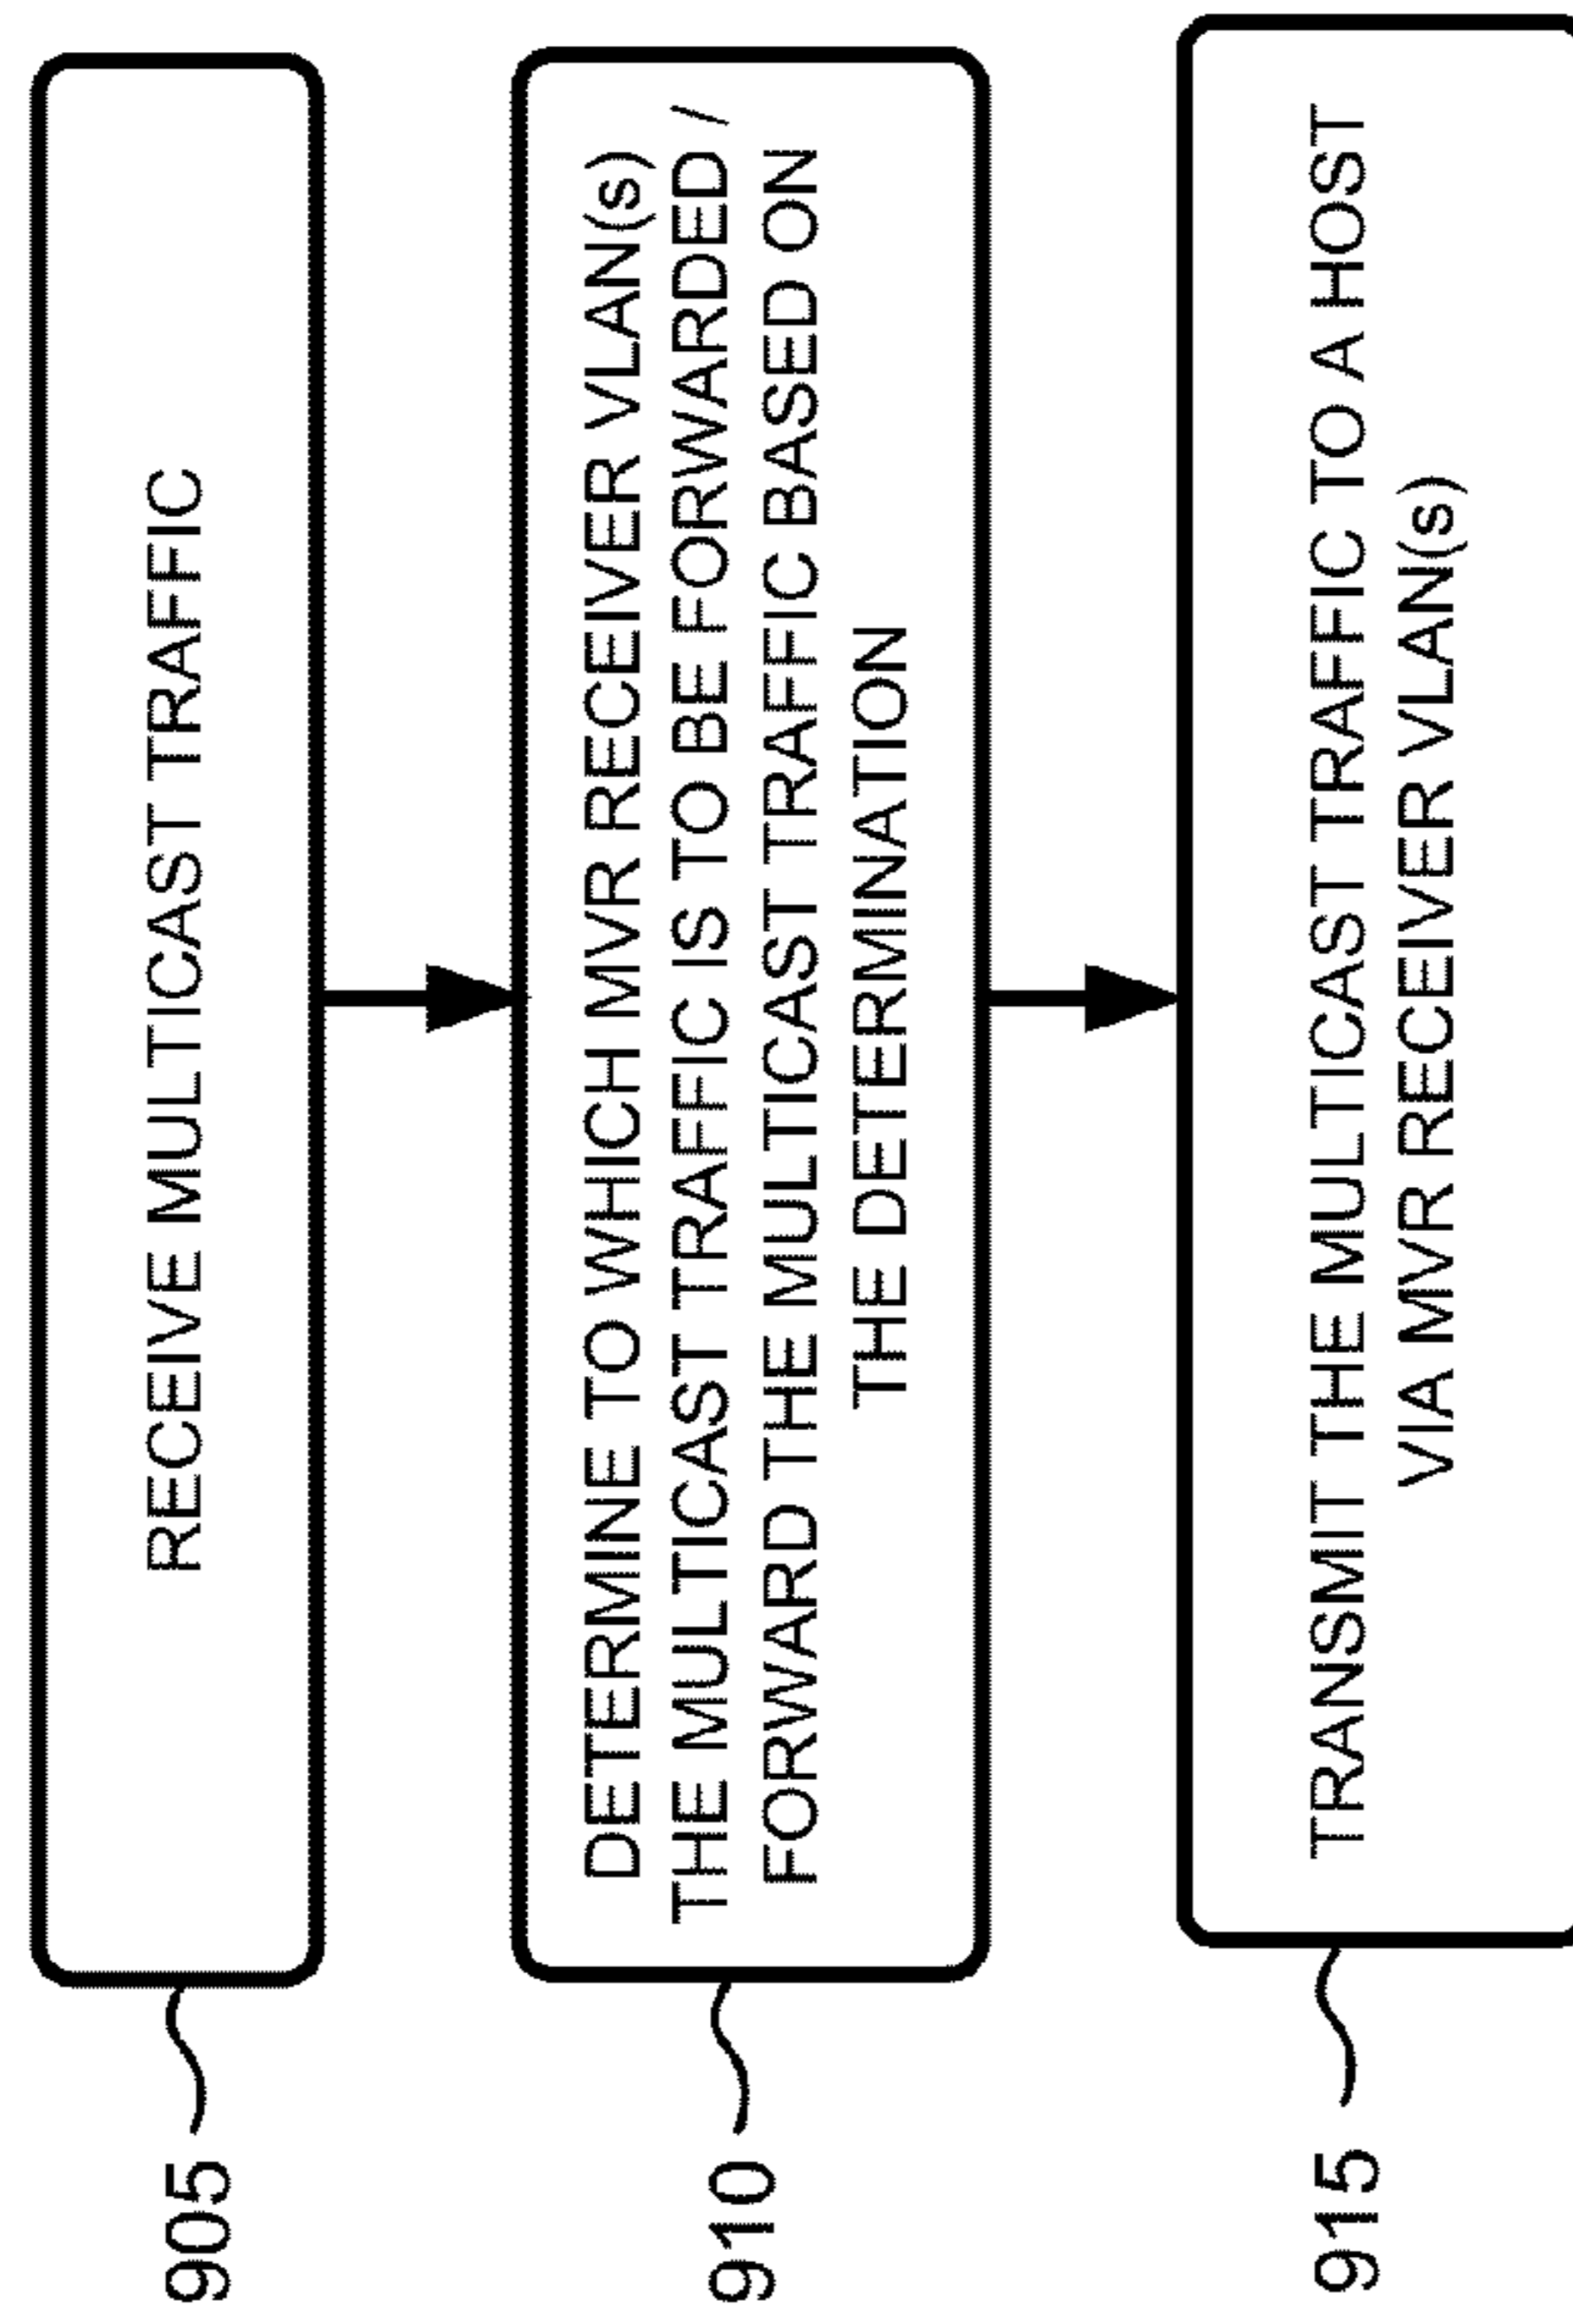 905
RECEIVE MULTICAST TRAFFIC
910
DETERMINE TO WHICH MVR RECEIVER VLAN(s)
THE MULTICAST TRAFFIC IS TO BE FORWARDED /
FORWARD THE MULTICAST TRAFFIC BASED ON
THE DETERMINATION
915
TRANSMIT THE MULTICAST TRAFFIC TO A HOST
VIA MVR RECEIVER VLAN(s)